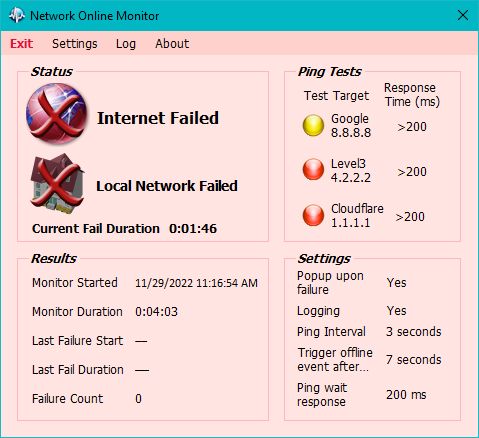 Network Online Monitor
Exit Settings Log About
Status
Internet Failed
Local Network Failed
Current Fail Duration 0:01:46
Ping Tests
Test Target Response
Time (ms)
Google
8.8.8.8 >200
Level3
4.2.2.2 >200
Cloudflare
1.1.1.1 >200
Results
Monitor Started 11/29/2022 11:16:54 AM
Monitor Duration 0:04:03
Last Failure Start —
Last Fail Duration —
Failure Count 0
Settings
Popup upon
failure Yes
Logging Yes
Ping Interval 3 seconds
Trigger offline
event after... 7 seconds
Ping wait
response 200 ms